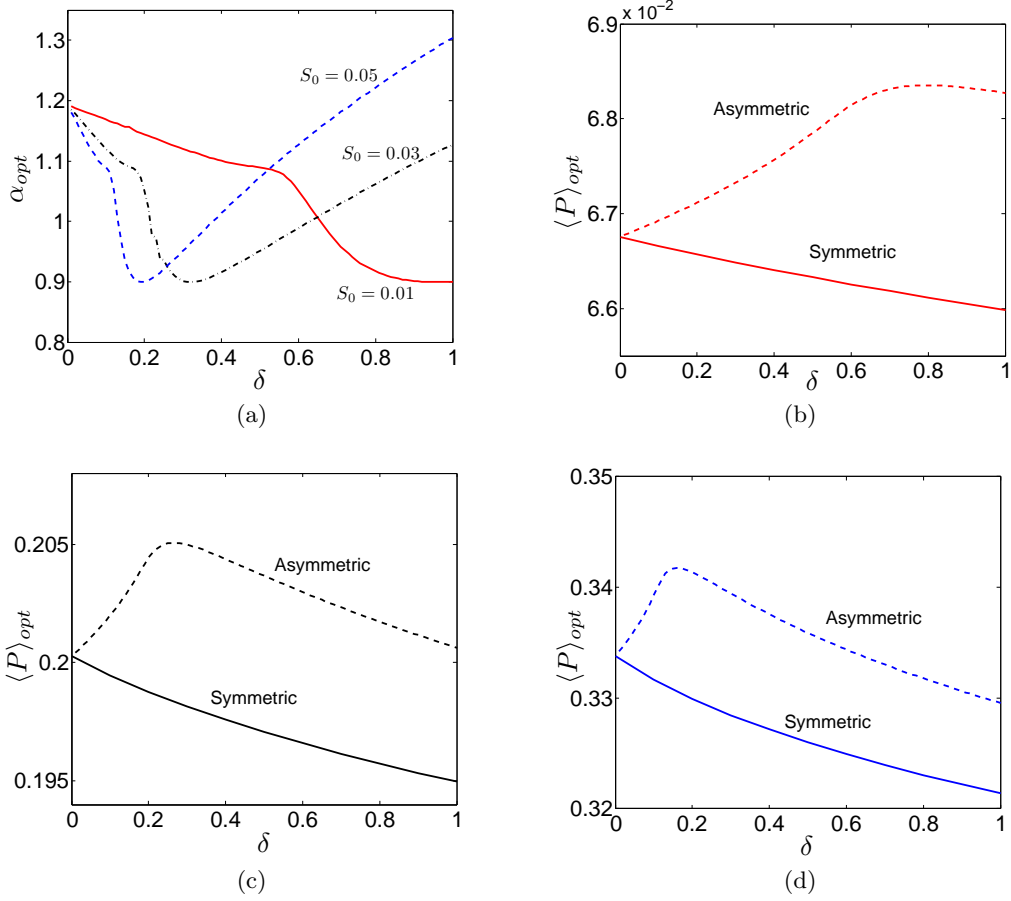 1.3
1.2
1.1
1
0.9
0.8
α_opt
S_0 = 0.05
S_0 = 0.03
S_0 = 0.01
0 0.2 0.4 0.6 0.8 1
δ
(a)
x 10^−2
6.9
6.8
6.7
6.6
⟨P⟩_opt
Asymmetric
Symmetric
0 0.2 0.4 0.6 0.8 1
δ
(b)
0.205
0.2
0.195
⟨P⟩_opt
Asymmetric
Symmetric
0 0.2 0.4 0.6 0.8 1
δ
(c)
0.35
0.34
0.33
0.32
⟨P⟩_opt
Asymmetric
Symmetric
0 0.2 0.4 0.6 0.8 1
δ
(d)